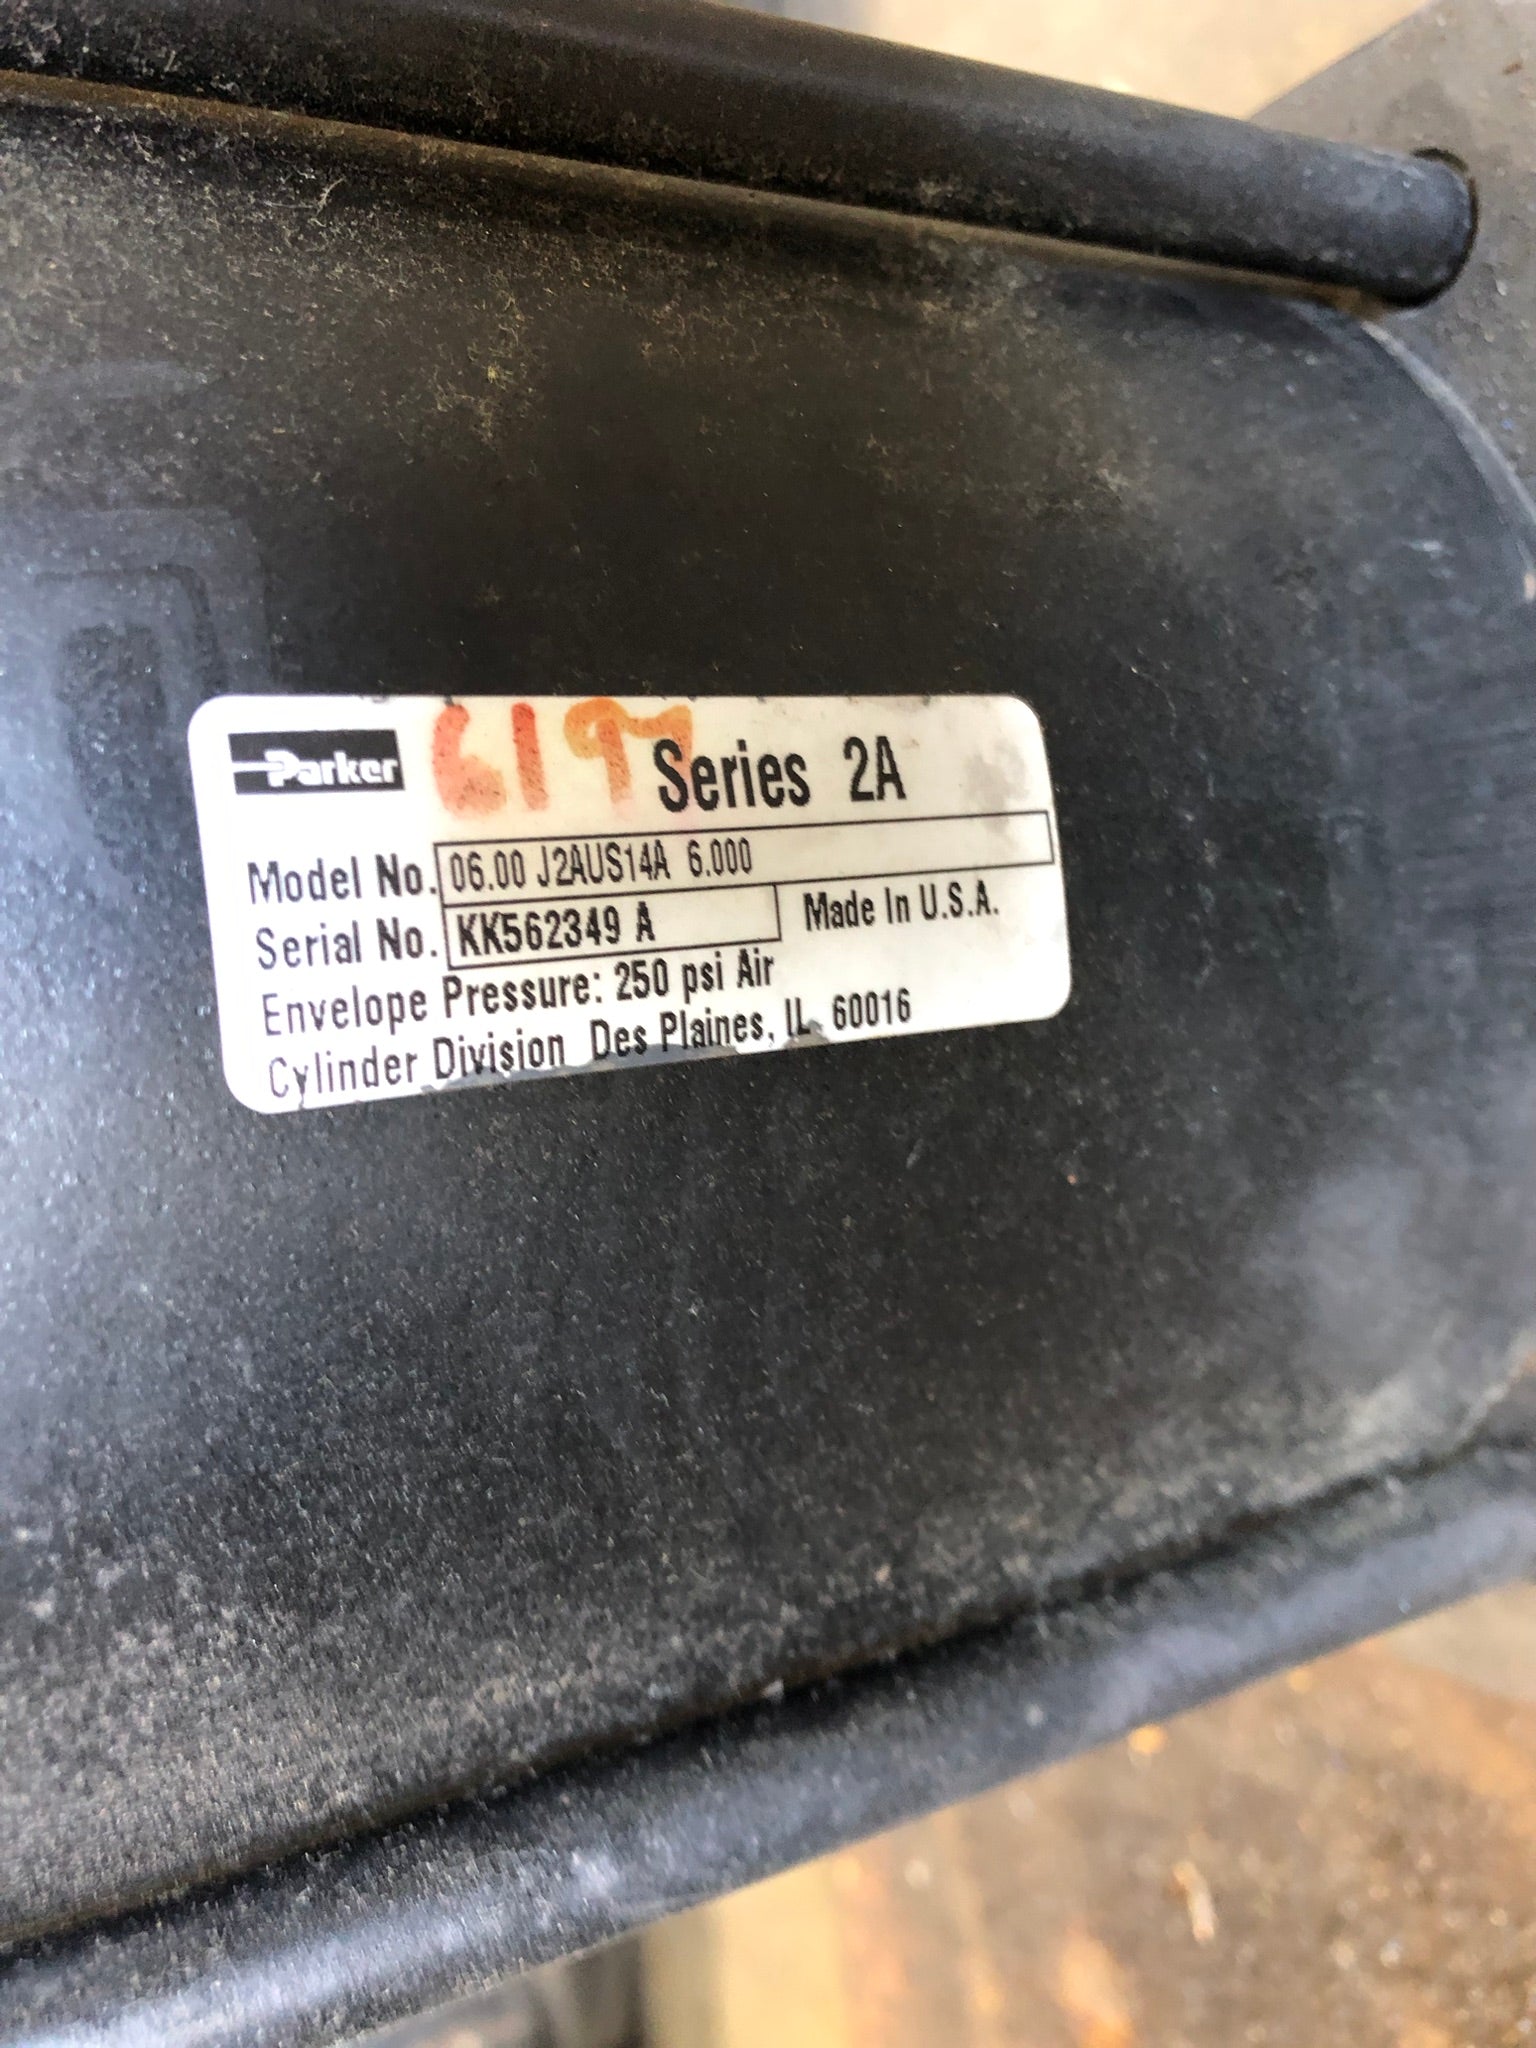 Parker
Series 2A
Model No. 06.00 J2AUS14A 6.000
Serial No. KK562349 A
Made In U.S.A.
Envelope Pressure: 250 psi Air
Cylinder Division Des Plaines, IL 60016